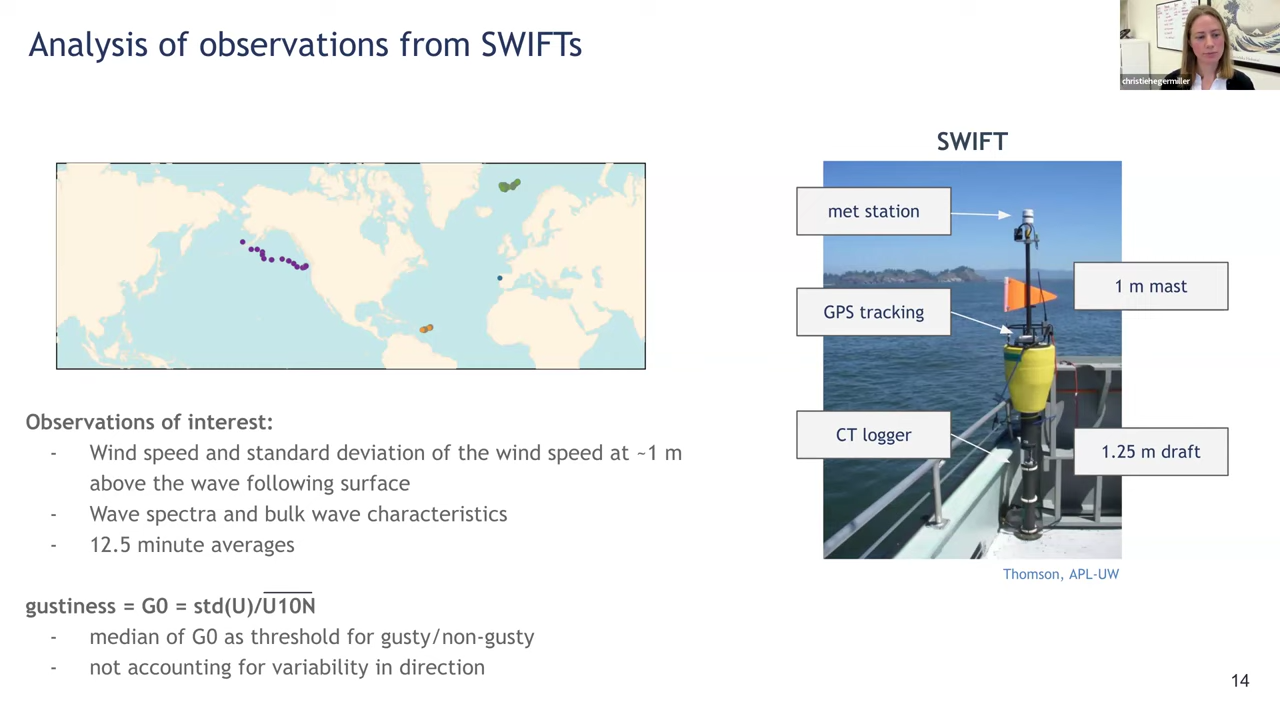 Analysis of observations from SWIFTs
christiehegermiller
SWIFT
met station
GPS tracking
CT logger
1 m mast
1.25 m draft
Thomson, APL-UW
Observations of interest:
- Wind speed and standard deviation of the wind speed at ~1 m
above the wave following surface
- Wave spectra and bulk wave characteristics
- 12.5 minute averages
gustiness = G0 = std(U)/U10N
- median of G0 as threshold for gusty/non-gusty
- not accounting for variability in direction
14